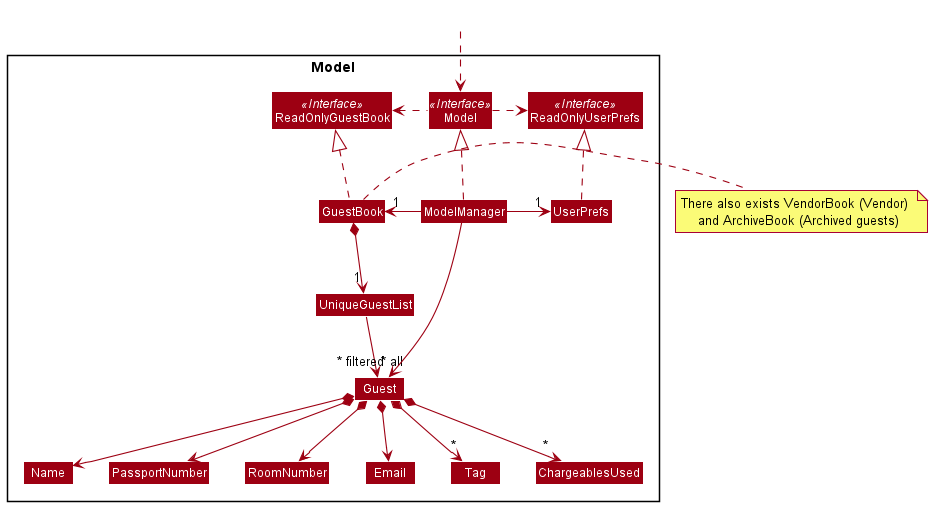 Model
«Interface»
ReadOnlyGuestBook
«Interface»
Model
«Interface»
ReadOnlyUserPrefs
GuestBook
1
ModelManager
1
UserPrefs
There also exists VendorBook (Vendor)
and ArchiveBook (Archived guests)
1
UniqueGuestList
* filtered
* all
Guest
*
*
Name
PassportNumber
RoomNumber
Email
Tag
ChargeablesUsed